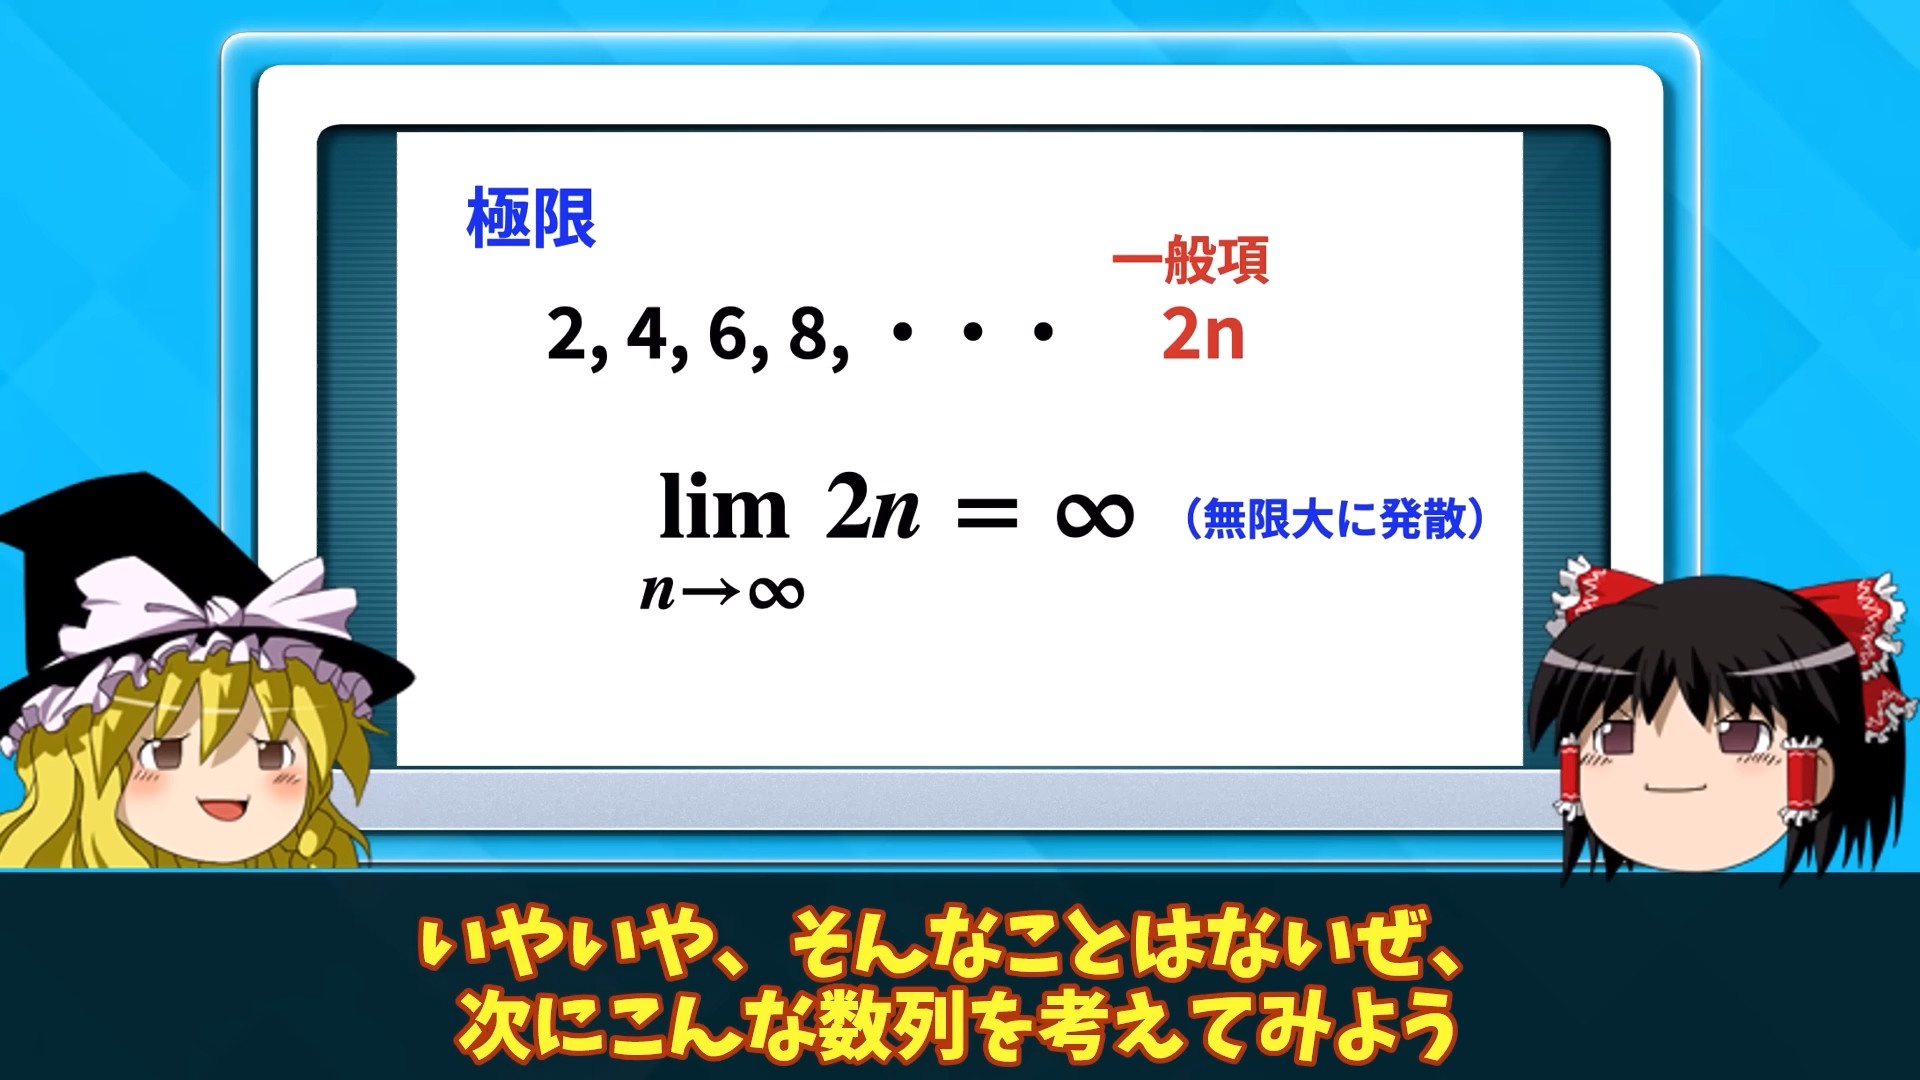 極限
一般項
2, 4, 6, 8, ・・・ 2n
lim 2n = ∞ （無限大に発散）
n→∞
いやいや、そんなことはないぜ、
次にこんな数列を考えてみよう